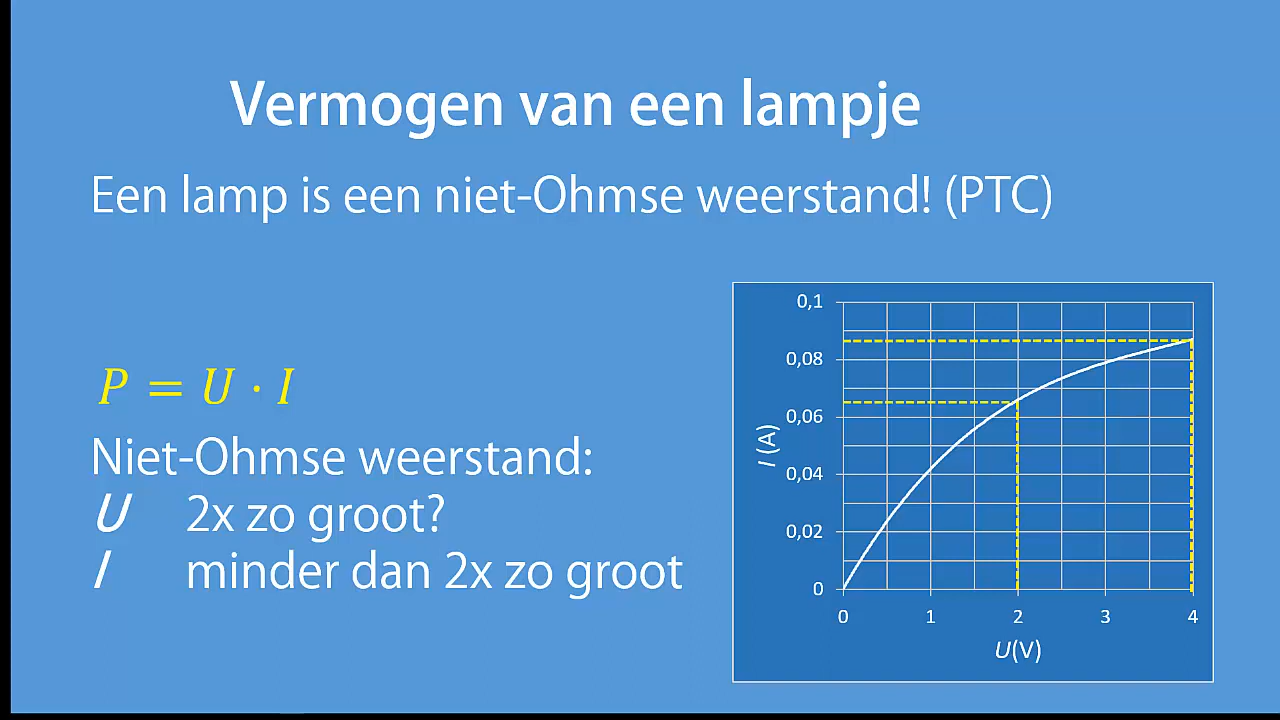 Vermogen van een lampje
Een lamp is een niet-Ohmse weerstand! (PTC)
P = U · I
Niet-Ohmse weerstand:
U 2x zo groot?
I minder dan 2x zo groot
0,1
0,08
0,06
0,04
0,02
0
I (A)
0 1 2 3 4
U(V)